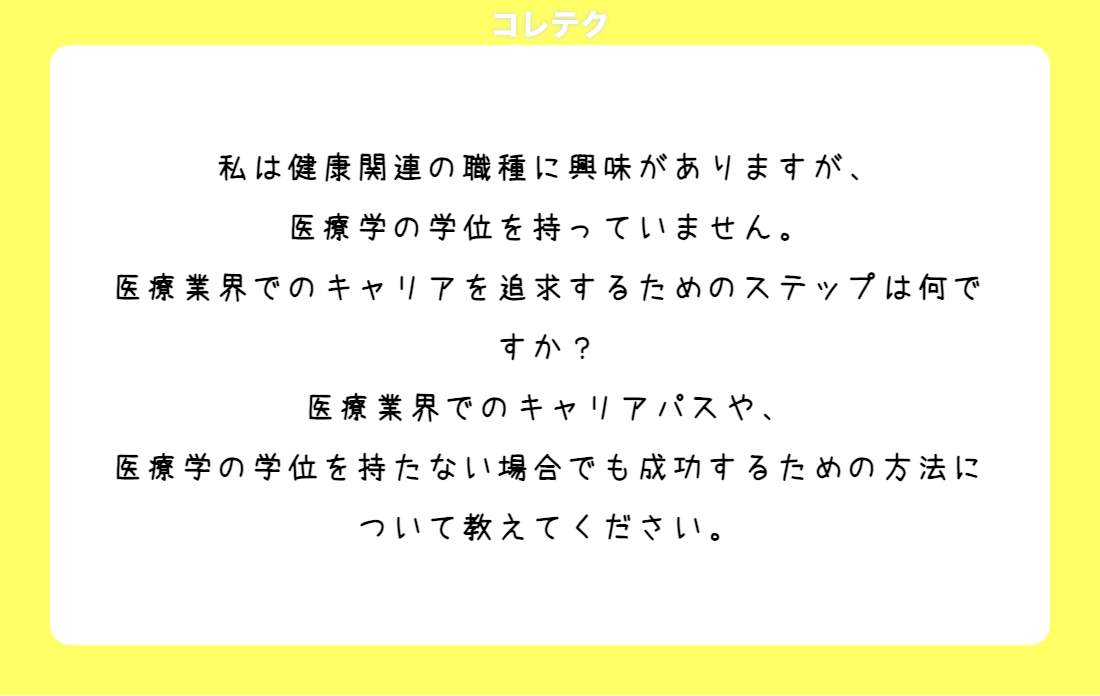 コレテク
私は健康関連の職種に興味がありますが、
医療学の学位を持っていません。
医療業界でのキャリアを追求するためのステップは何で
すか？
医療業界でのキャリアパスや、
医療学の学位を持たない場合でも成功するための方法に
ついて教えてください。